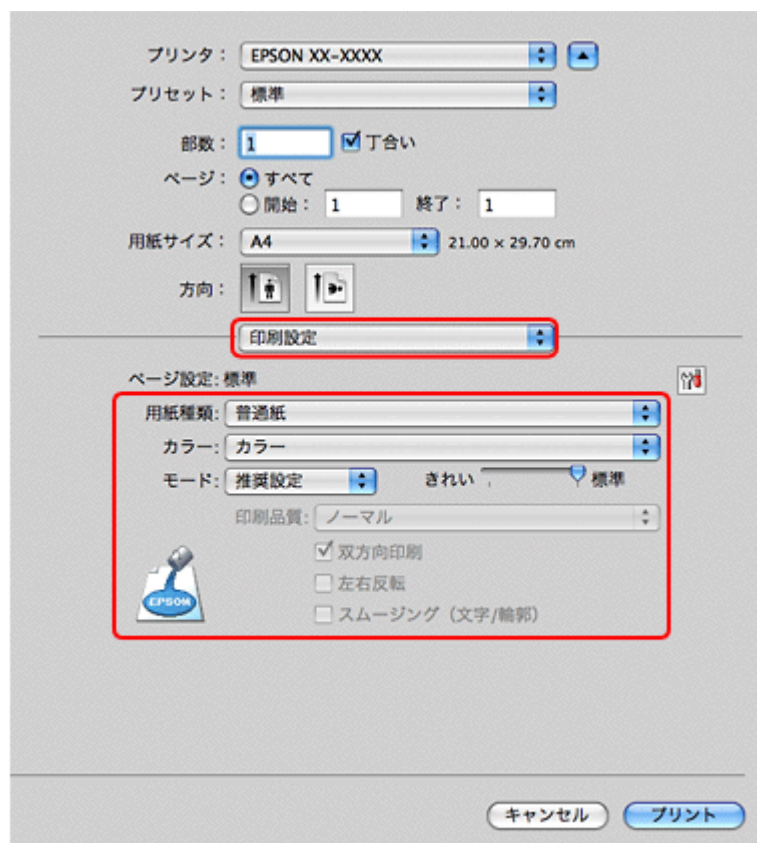 プリンタ： EPSON XX-XXXX
プリセット： 標準
部数： 1 丁合い
ページ： すべて
開始： 1 終了： 1
用紙サイズ： A4 21.00 × 29.70 cm
方向：
印刷設定
ページ設定: 標準
用紙種類: 普通紙
カラー: カラー
モード: 推奨設定 きれい 標準
印刷品質: ノーマル
双方向印刷
左右反転
スムージング（文字/輪郭）
EPSON
キャンセル プリント